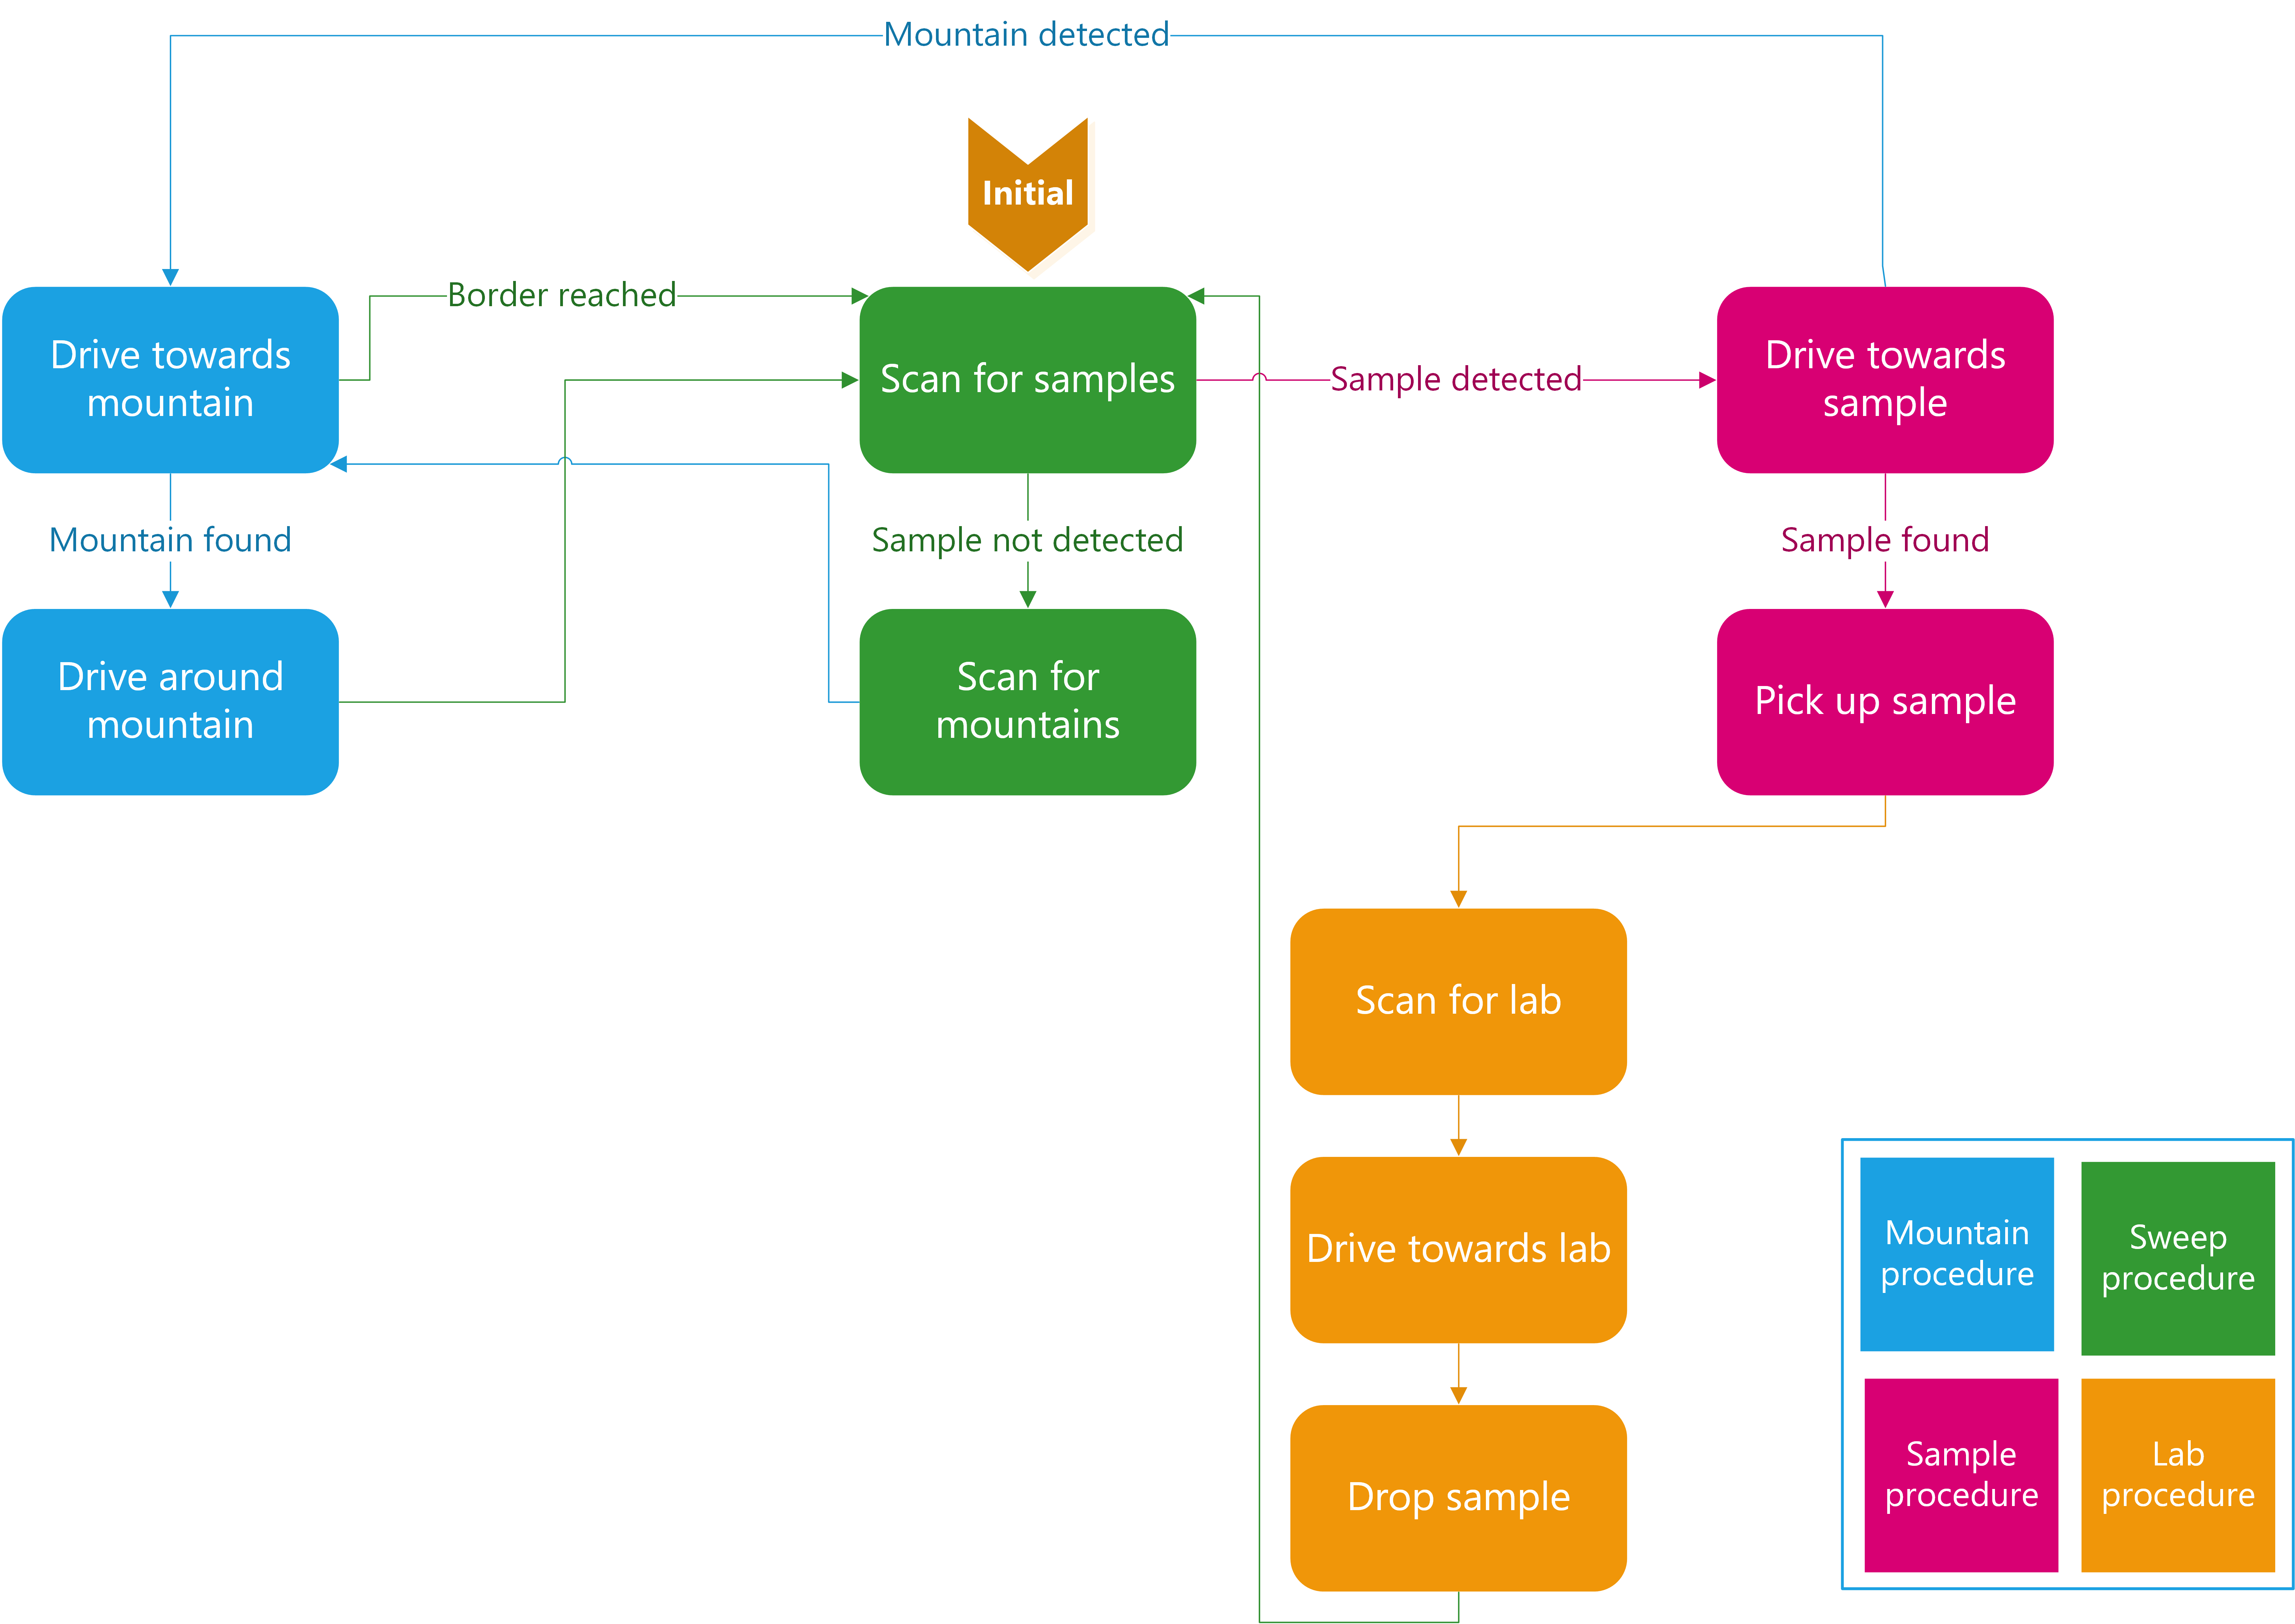 Mountain detected
Initial
Border reached
Drive towards
mountain
Scan for samples
Sample detected
Drive towards
sample
Mountain found
Sample not detected
Sample found
Drive around
mountain
Scan for
mountains
Pick up sample
Scan for lab
Drive towards lab
Drop sample
Mountain
procedure
Sweep
procedure
Sample
procedure
Lab
procedure